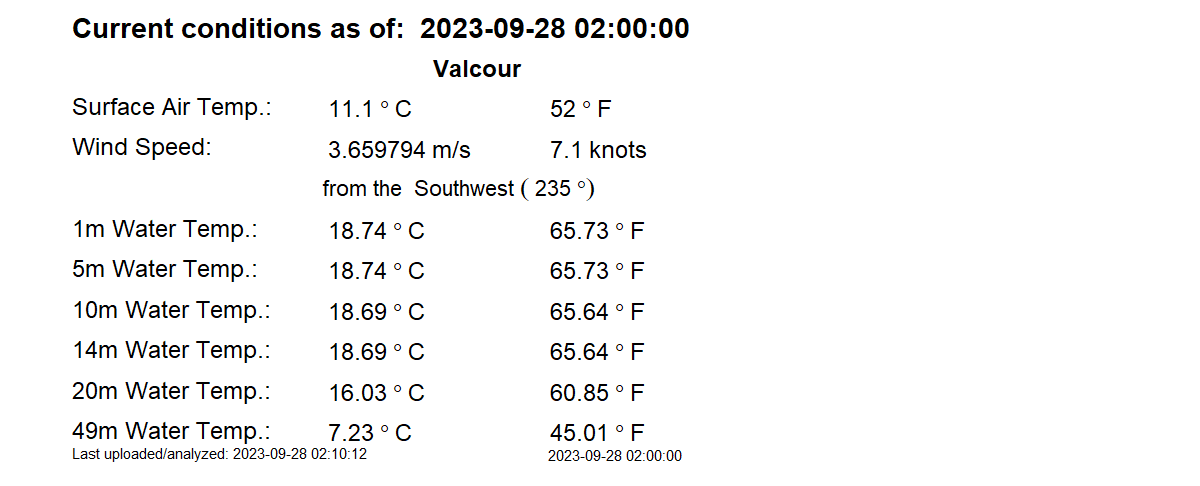 Current conditions as of: 2023-09-28 02:00:00
Valcour
Surface Air Temp.: 11.1 ° C 52 ° F
Wind Speed: 3.659794 m/s 7.1 knots
from the Southwest ( 235 °)
1m Water Temp.: 18.74 ° C 65.73 ° F
5m Water Temp.: 18.74 ° C 65.73 ° F
10m Water Temp.: 18.69 ° C 65.64 ° F
14m Water Temp.: 18.69 ° C 65.64 ° F
20m Water Temp.: 16.03 ° C 60.85 ° F
49m Water Temp.: 7.23 ° C 45.01 ° F
Last uploaded/analyzed: 2023-09-28 02:10:12 2023-09-28 02:00:00